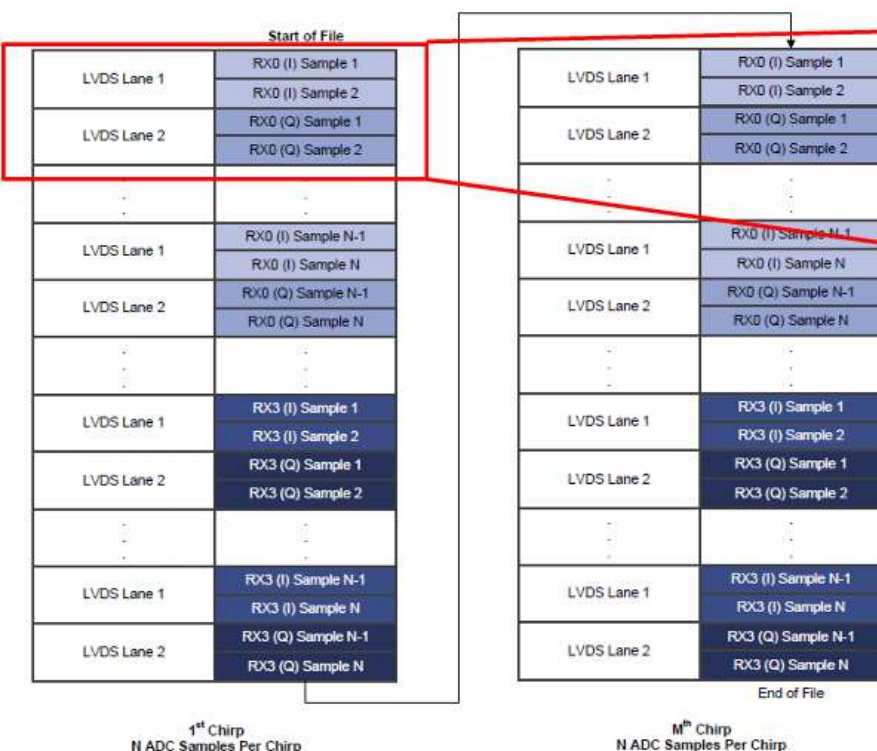 Start of File
LVDS Lane 1
RX0 (I) Sample 1
RX0 (I) Sample 2
LVDS Lane 2
RX0 (Q) Sample 1
RX0 (Q) Sample 2
LVDS Lane 1
RX0 (I) Sample N-1
RX0 (I) Sample N
LVDS Lane 2
RX0 (Q) Sample N-1
RX0 (Q) Sample N
LVDS Lane 1
RX3 (I) Sample 1
RX3 (I) Sample 2
LVDS Lane 2
RX3 (Q) Sample 1
RX3 (Q) Sample 2
LVDS Lane 1
RX3 (I) Sample N-1
RX3 (I) Sample N
LVDS Lane 2
RX3 (Q) Sample N-1
RX3 (Q) Sample N
1st Chirp
N ADC Samples Per Chirp
LVDS Lane 1
RX0 (I) Sample 1
RX0 (I) Sample 2
LVDS Lane 2
RX0 (Q) Sample 1
RX0 (Q) Sample 2
LVDS Lane 1
RX0 (I) Sample N-1
RX0 (I) Sample N
LVDS Lane 2
RX0 (Q) Sample N-1
RX0 (Q) Sample N
LVDS Lane 1
RX3 (I) Sample 1
RX3 (I) Sample 2
LVDS Lane 2
RX3 (Q) Sample 1
RX3 (Q) Sample 2
LVDS Lane 1
RX3 (I) Sample N-1
RX3 (I) Sample N
LVDS Lane 2
RX3 (Q) Sample N-1
RX3 (Q) Sample N
End of File
Mth Chirp
N ADC Samples Per Chirp